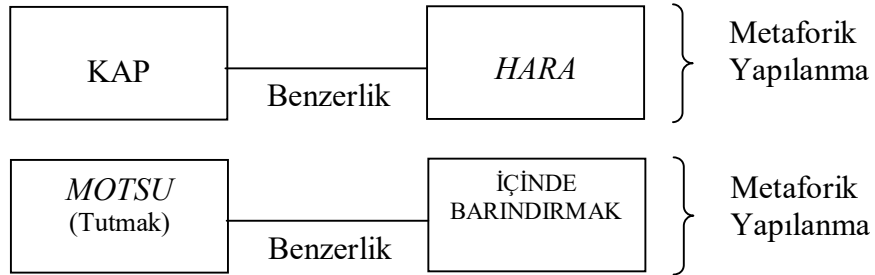 KAP
Benzerlik
HARA
Metaforik
Yapılanma
MOTSU
(Tutmak)
Benzerlik
İÇİNDE
BARINDIRMAK
Metaforik
Yapılanma